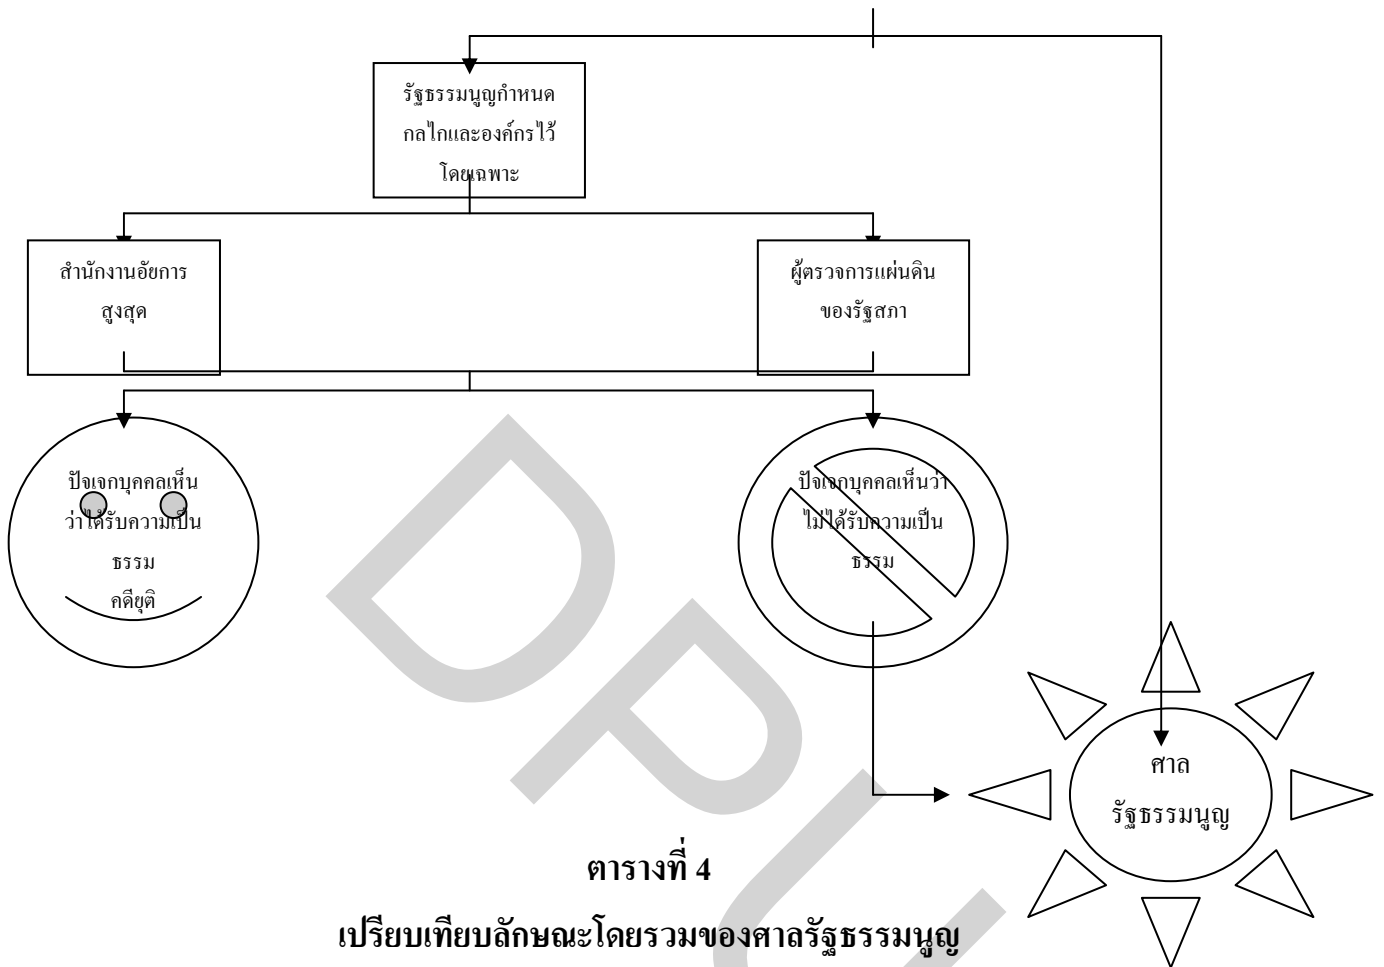 รัฐธรรมนูญกำหนด
กลไกและองค์กรไว้
โดยเฉพาะ
สำนักงานอัยการ
สูงสุด
ผู้ตรวจการแผ่นดิน
ของรัฐสภา
ปัจเจกบุคคลเห็น
ว่าได้รับความเป็น
ธรรม
คดียุติ
ปัจเจกบุคคลเห็นว่า
ไม่ได้รับความเป็น
ธรรม
ศาล
รัฐธรรมนูญ
ตารางที่ 4
เปรียบเทียบลักษณะโดยรวมของศาลรัฐธรรมนูญ
DPU